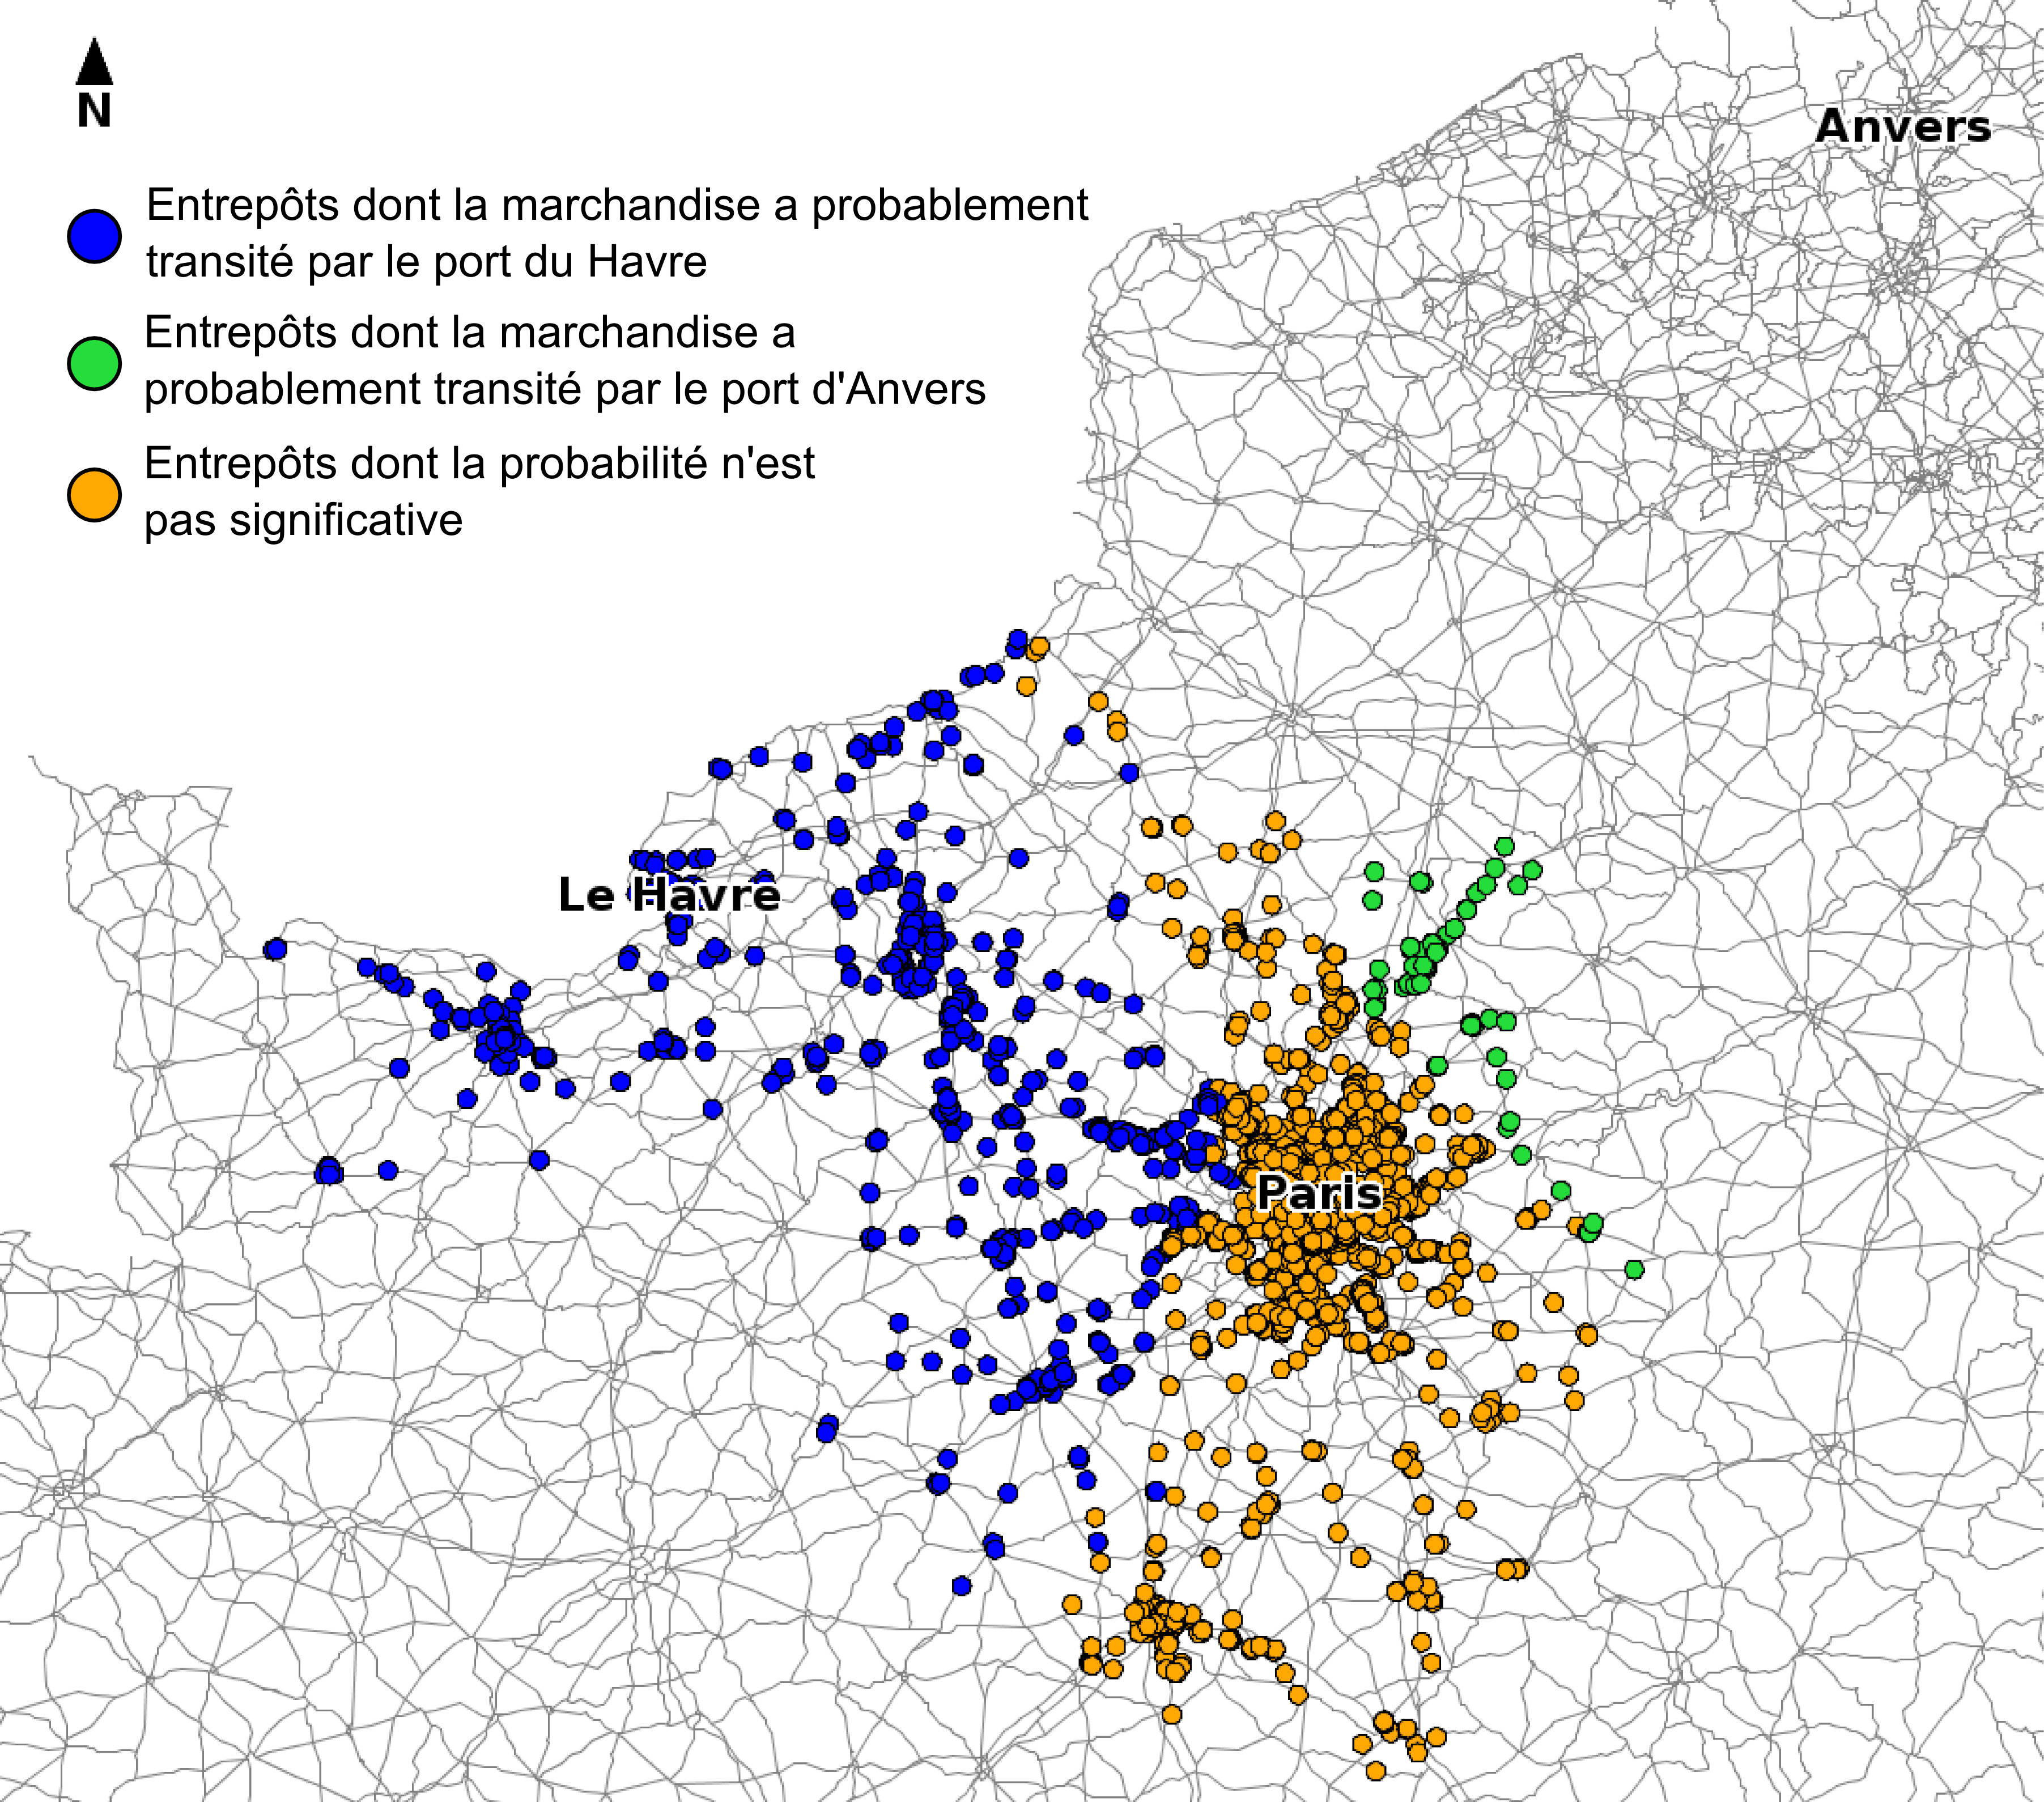 N
Anvers
Entrepôts dont la marchandise a probablement
transité par le port du Havre
Entrepôts dont la marchandise a
probablement transité par le port d'Anvers
Entrepôts dont la probabilité n'est
pas significative
Le Havre
Paris